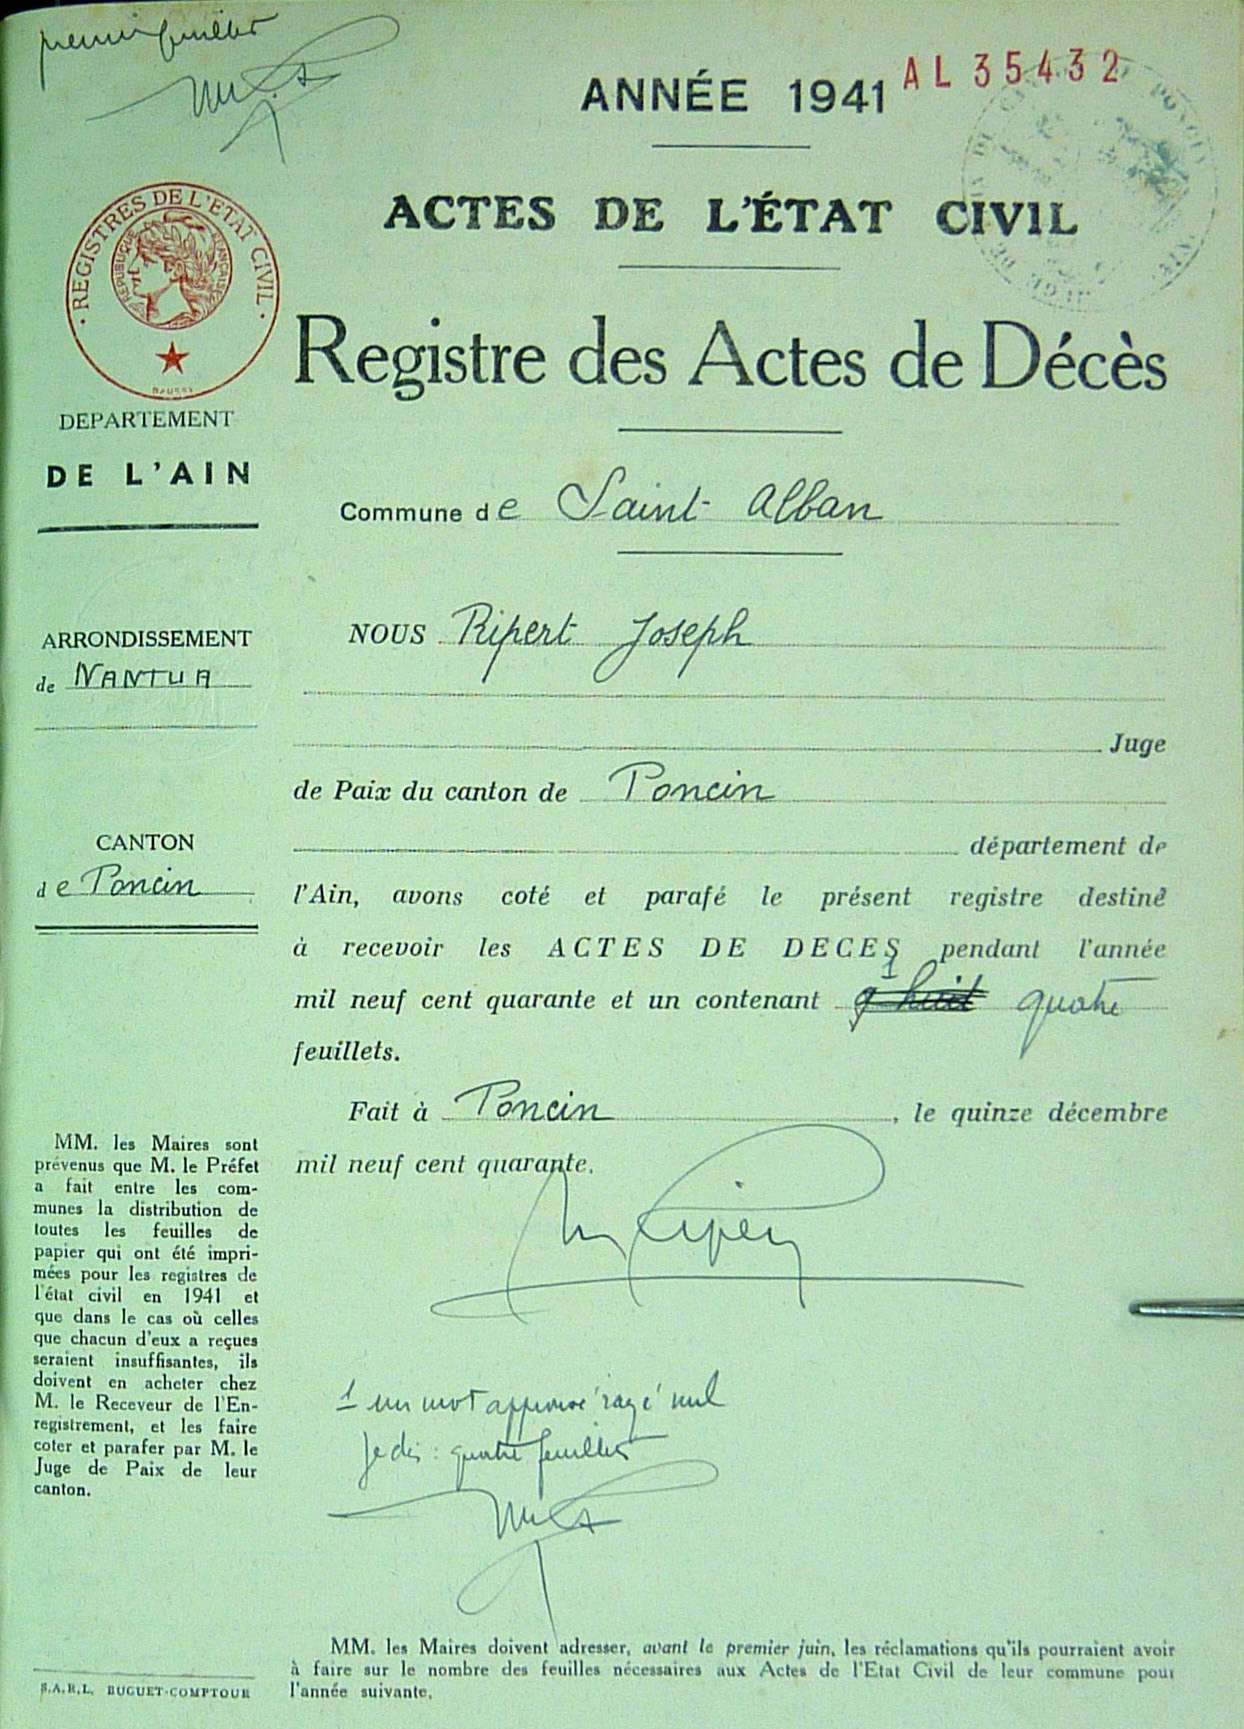 premier feuillet
ANNÉE 1941
AL 35432
ACTES DE L'ÉTAT CIVIL
· REGISTRES DE L'ETAT CIVIL ·
REPUBLIQUE FRANÇAISE
Registre des Actes de Décès
DEPARTEMENT
DE L'AIN
Commune de Saint-Alban
ARRONDISSEMENT
de NANTUA
CANTON
de Poncin
NOUS Ripert Joseph
Juge
de Paix du canton de Poncin
département de
l'Ain, avons coté et parafé le présent registre destiné
à recevoir les ACTES DE DECES pendant l'année
mil neuf cent quarante et un contenant 1 huit quatre
feuillets.
Fait à Poncin, le quinze décembre
mil neuf cent quarante.
MM. les Maires sont
prévenus que M. le Préfet
a fait entre les com-
munes la distribution de
toutes les feuilles de
papier qui ont été impri-
mées pour les registres de
l'état civil en 1941 et
que dans le cas où celles
que chacun d'eux a reçues
seraient insuffisantes, ils
doivent en acheter chez
M. le Receveur de l'En-
registrement, et les faire
coter et parafer par M. le
Juge de Paix de leur
canton.
1 un mot approuvé rayé nul
Je dis : quatre feuillets
MM. les Maires doivent adresser, avant le premier juin, les réclamations qu'ils pourraient avoir
à faire sur le nombre des feuilles nécessaires aux Actes de l'Etat Civil de leur commune pour
l'année suivante.
S.A.R.L. BUGUET-COMPTOUR